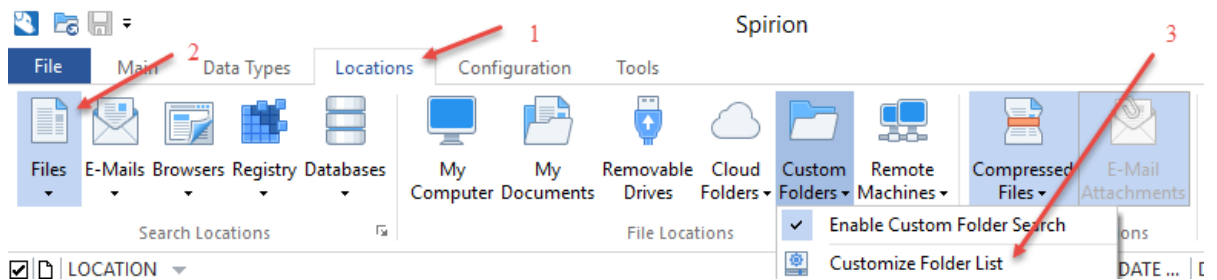 Spirion
1
2
3
File Main Data Types Locations Configuration Tools
Files E-Mails Browsers Registry Databases My Computer My Documents Removable Drives Cloud Folders Custom Folders Remote Machines Compressed Files E-Mail Attachments
Search Locations File Locations ons
Enable Custom Folder Search
Customize Folder List
LOCATION DATE ... D